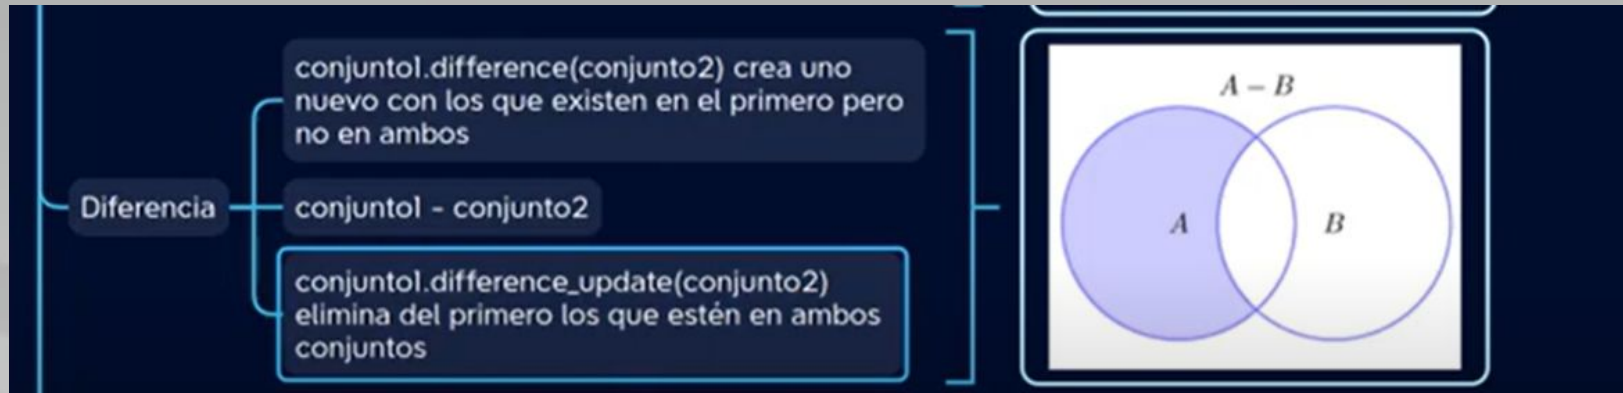 conjunto1.difference(conjunto2) crea uno
nuevo con los que existen en el primero pero
no en ambos
Diferencia
conjunto1 - conjunto2
conjunto1.difference_update(conjunto2)
elimina del primero los que estén en ambos
conjuntos
A – B
A
B